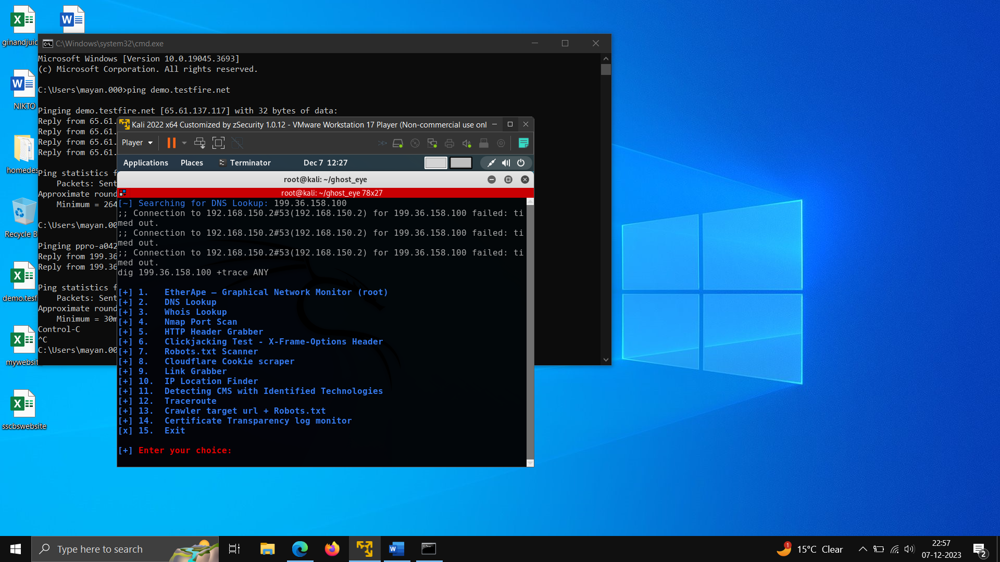 ginandjuic
NIKTO
homedes
Recycle B
demo.tesfi
mywebsit
sscbswebsite
C:\Windows\system32\cmd.exe
Microsoft Windows [Version 10.0.19045.3693]
(c) Microsoft Corporation. All rights reserved.
C:\Users\mayan.000>ping demo.testfire.net
Pinging demo.testfire.net [65.61.137.117] with 32 bytes of data:
Reply from 65.61.
Reply from 65.61.
Reply from 65.61.
Reply from 65.61.
Ping statistics f
Packets: Sent
Approximate round
Minimum = 264
C:\Users\mayan.00
Pinging ppro-a042
Reply from 199.36
Reply from 199.36
Ping statistics f
Packets: Sent
Approximate round
Minimum = 30m
Control-C
^C
C:\Users\mayan.00
Kali 2022 x64 Customized by zSecurity 1.0.12 - VMware Workstation 17 Player (Non-commercial use onl
Player
Applications Places Terminator Dec 7 12:27
root@kali: ~/ghost_eye
root@kali: ~/ghost_eye 78x27
[~] Searching for DNS Lookup: 199.36.158.100
;; Connection to 192.168.150.2#53(192.168.150.2) for 199.36.158.100 failed: ti
med out.
;; Connection to 192.168.150.2#53(192.168.150.2) for 199.36.158.100 failed: ti
med out.
;; Connection to 192.168.150.2#53(192.168.150.2) for 199.36.158.100 failed: ti
med out.
dig 199.36.158.100 +trace ANY
[+] 1. EtherApe – Graphical Network Monitor (root)
[+] 2. DNS Lookup
[+] 3. Whois Lookup
[+] 4. Nmap Port Scan
[+] 5. HTTP Header Grabber
[+] 6. Clickjacking Test - X-Frame-Options Header
[+] 7. Robots.txt Scanner
[+] 8. Cloudflare Cookie scraper
[+] 9. Link Grabber
[+] 10. IP Location Finder
[+] 11. Detecting CMS with Identified Technologies
[+] 12. Traceroute
[+] 13. Crawler target url + Robots.txt
[+] 14. Certificate Transparency log monitor
[x] 15. Exit
[+] Enter your choice:
Type here to search
1
15°C Clear
22:57
07-12-2023
2